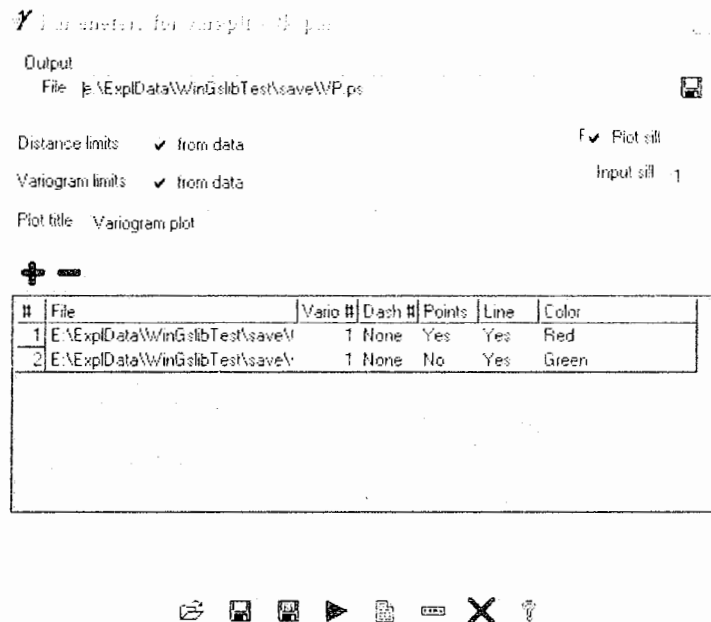 Parameters for
Output
File E:\ExplData\WinGslibTest\save\VP.ps
Distance limits ✔ from data
✔ Plot sill
Variogram limits ✔ from data
Input sill 1
Plot title Variogram plot
# File Vario # Dash # Points Line Color
1 E:\ExplData\WinGslibTest\save\ 1 None Yes Yes Red
2 E:\ExplData\WinGslibTest\save\ 1 None No Yes Green